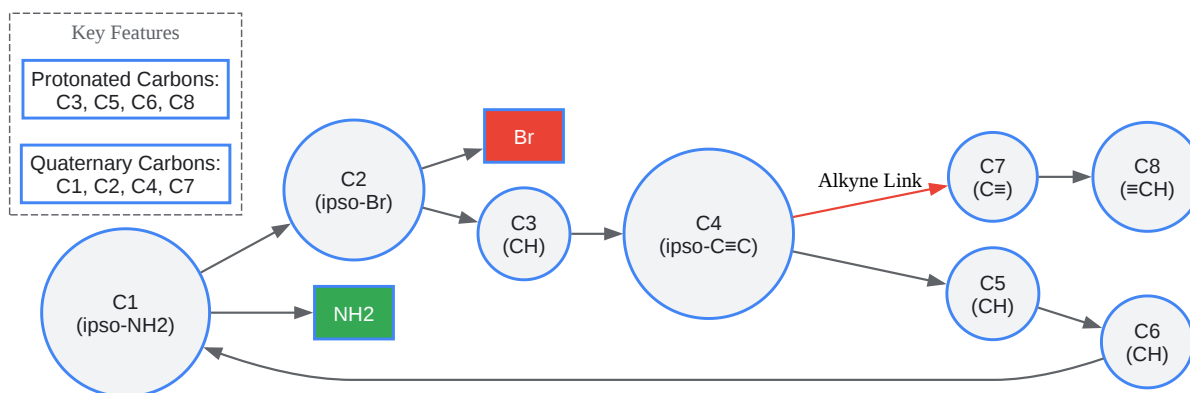 Key Features
Protonated Carbons:
C3, C5, C6, C8
Quaternary Carbons:
C1, C2, C4, C7
C1
(ipso-NH2)
NH2
C2
(ipso-Br)
Br
C3
(CH)
C4
(ipso-C≡C)
Alkyne Link
C7
(C≡)
C8
(≡CH)
C5
(CH)
C6
(CH)